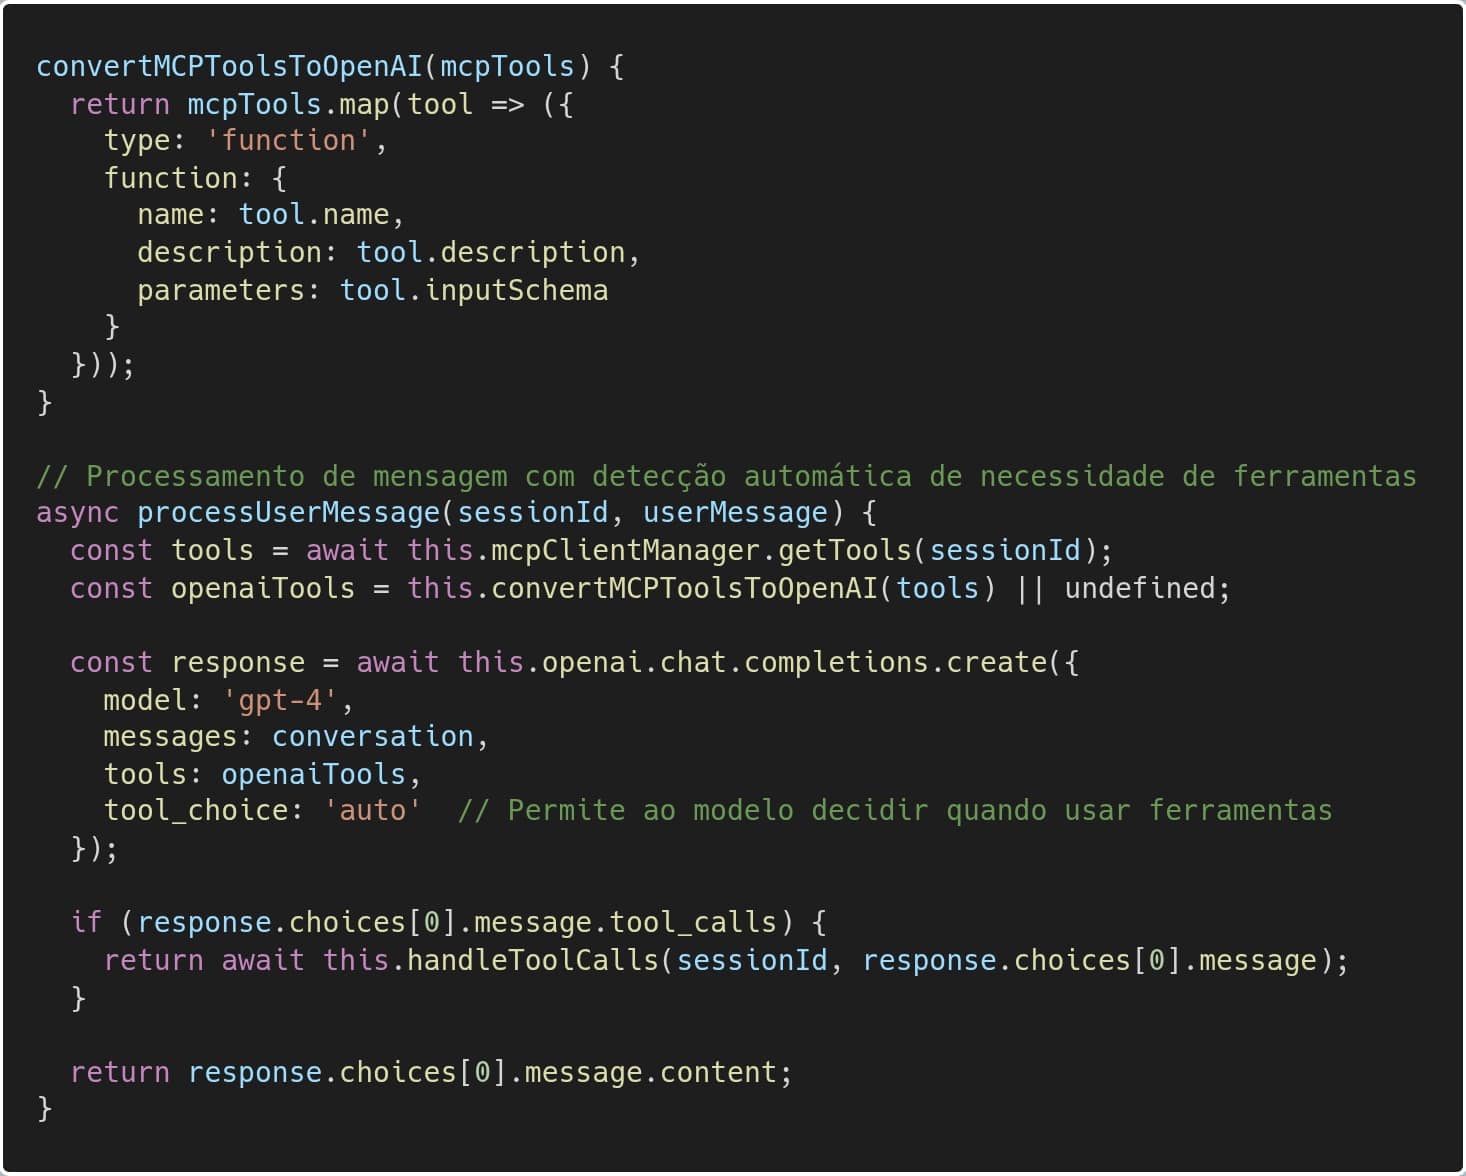 convertMCPToolsToOpenAI(mcpTools) {
  return mcpTools.map(tool => ({
    type: 'function',
    function: {
      name: tool.name,
      description: tool.description,
      parameters: tool.inputSchema
    }
  }));
}

// Processamento de mensagem com detecção automática de necessidade de ferramentas
async processUserMessage(sessionId, userMessage) {
  const tools = await this.mcpClientManager.getTools(sessionId);
  const openaiTools = this.convertMCPToolsToOpenAI(tools) || undefined;

  const response = await this.openai.chat.completions.create({
    model: 'gpt-4',
    messages: conversation,
    tools: openaiTools,
    tool_choice: 'auto'  // Permite ao modelo decidir quando usar ferramentas
  });

  if (response.choices[0].message.tool_calls) {
    return await this.handleToolCalls(sessionId, response.choices[0].message);
  }

  return response.choices[0].message.content;
}